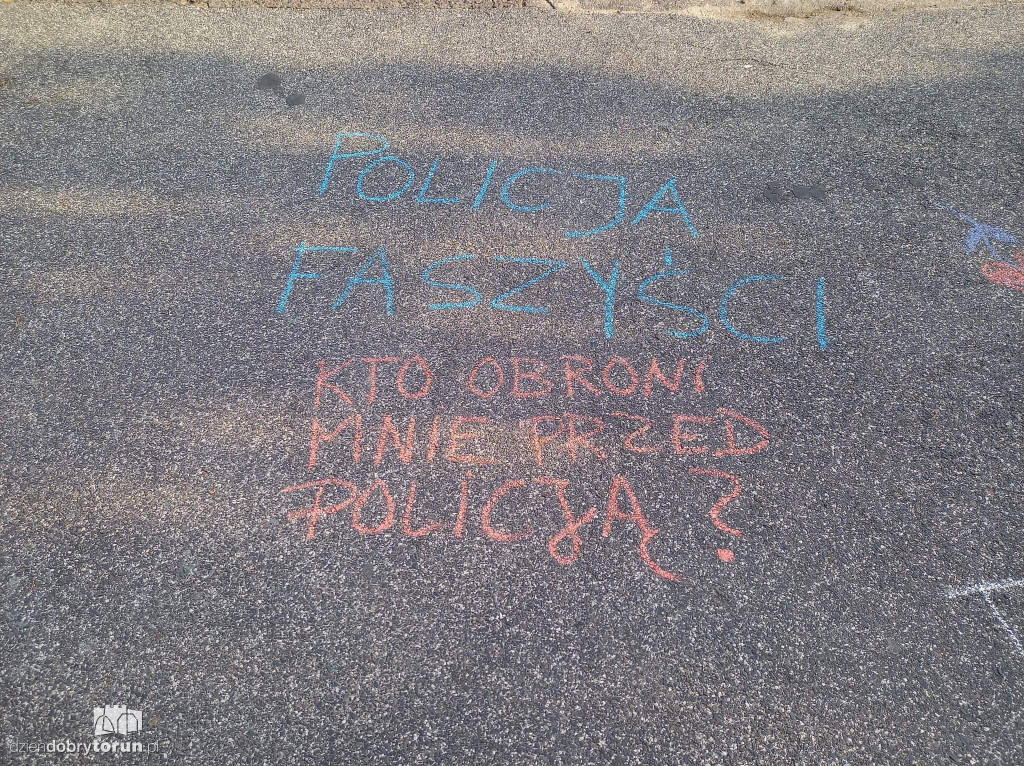 POLICJA
FASZYŚCI
KTO OBRONI
MNIE PRZED
POLICJĄ?
dziendobrytorun.pl